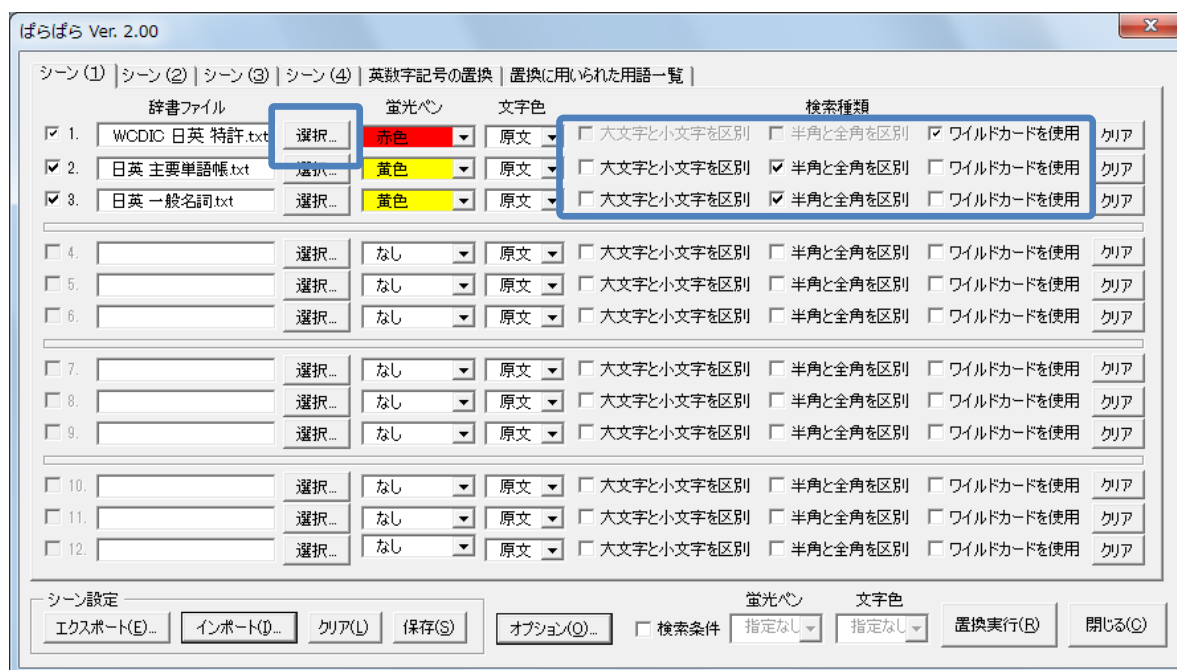 ぱらぱら Ver. 2.00
シーン(1) シーン(2) シーン(3) シーン(4) 英数字記号の置換 置換に用いられた用語一覧
辞書ファイル 蛍光ペン 文字色 検索種類
1. WCDIC 日英 特許.txt 選択... 赤色 原文 大文字と小文字を区別 半角と全角を区別 ワイルドカードを使用 クリア
2. 日英 主要単語帳.txt 選択... 黄色 原文 大文字と小文字を区別 半角と全角を区別 ワイルドカードを使用 クリア
3. 日英 一般名詞.txt 選択... 黄色 原文 大文字と小文字を区別 半角と全角を区別 ワイルドカードを使用 クリア
4. 選択... なし 原文 大文字と小文字を区別 半角と全角を区別 ワイルドカードを使用 クリア
5. 選択... なし 原文 大文字と小文字を区別 半角と全角を区別 ワイルドカードを使用 クリア
6. 選択... なし 原文 大文字と小文字を区別 半角と全角を区別 ワイルドカードを使用 クリア
7. 選択... なし 原文 大文字と小文字を区別 半角と全角を区別 ワイルドカードを使用 クリア
8. 選択... なし 原文 大文字と小文字を区別 半角と全角を区別 ワイルドカードを使用 クリア
9. 選択... なし 原文 大文字と小文字を区別 半角と全角を区別 ワイルドカードを使用 クリア
10. 選択... なし 原文 大文字と小文字を区別 半角と全角を区別 ワイルドカードを使用 クリア
11. 選択... なし 原文 大文字と小文字を区別 半角と全角を区別 ワイルドカードを使用 クリア
12. 選択... なし 原文 大文字と小文字を区別 半角と全角を区別 ワイルドカードを使用 クリア
シーン設定 蛍光ペン 文字色
エクスポート(E)... インポート(I)... クリア(L) 保存(S) オプション(O)... 検索条件 指定なし 指定なし 置換実行(R) 閉じる(C)